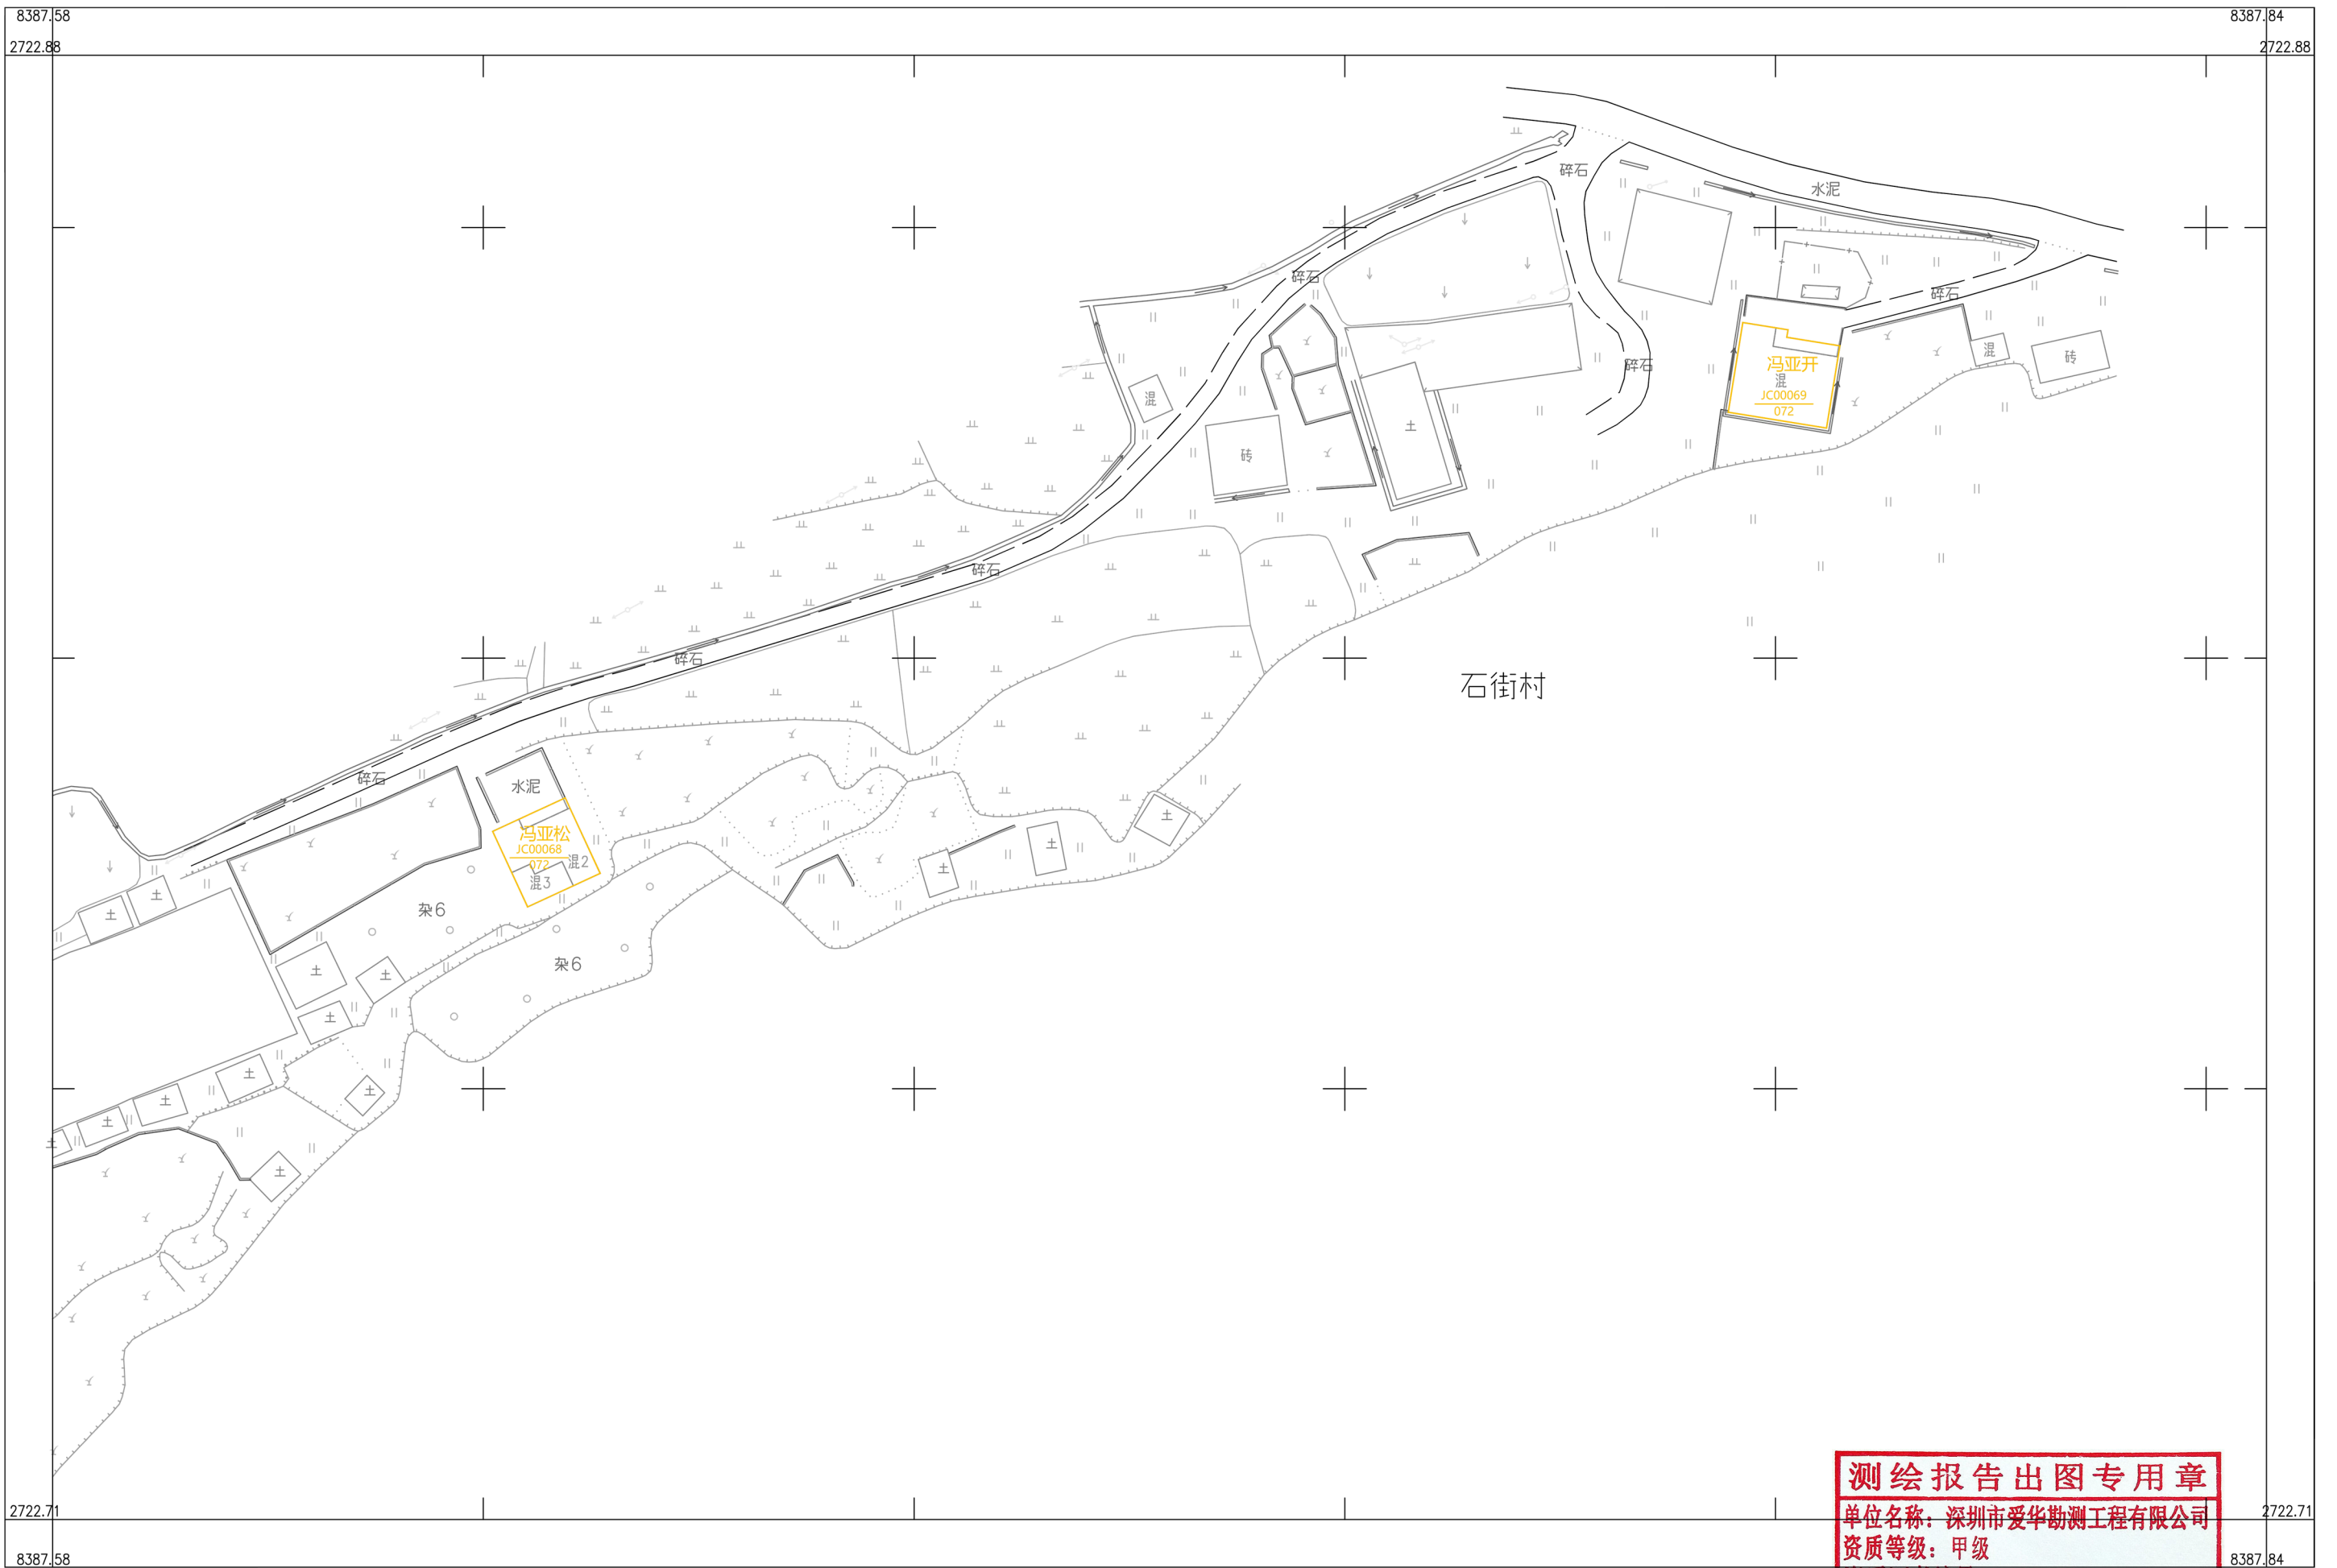 8387.58
8387.84
2722.88
2722.88
碎石
水泥
碎石
碎石
碎石
冯亚开
混
JC00069
072
混
砖
混
土
砖
碎石
碎石
石街村
碎石
水泥
冯亚松
JC00068
072
混2
混3
杂6
杂6
土
土
土
土
土
土
土
土
土
土
土
土
土
土
测绘报告出图专用章
2722.71
2722.71
单位名称：深圳市爱华勘测工程有限公司
资质等级：甲级
8387.58
8387.84